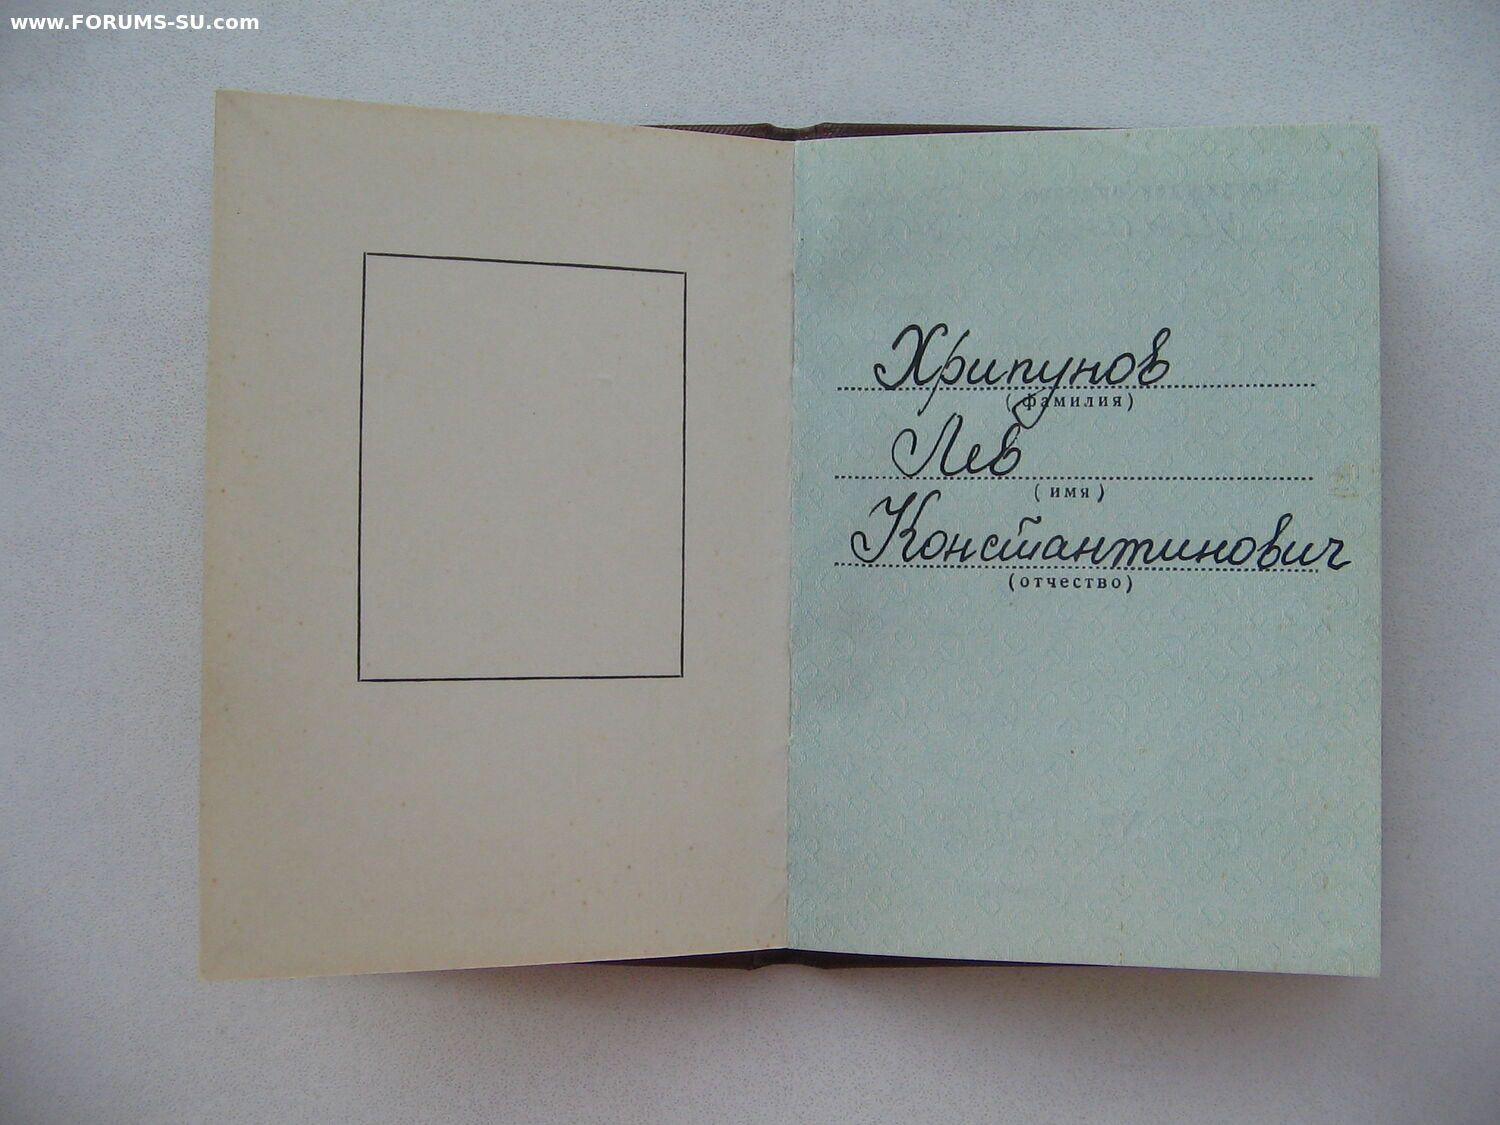 www.FORUMS-SU.com
Хрипунов
(фамилия)
Лев
(имя)
Константинович
(отчество)